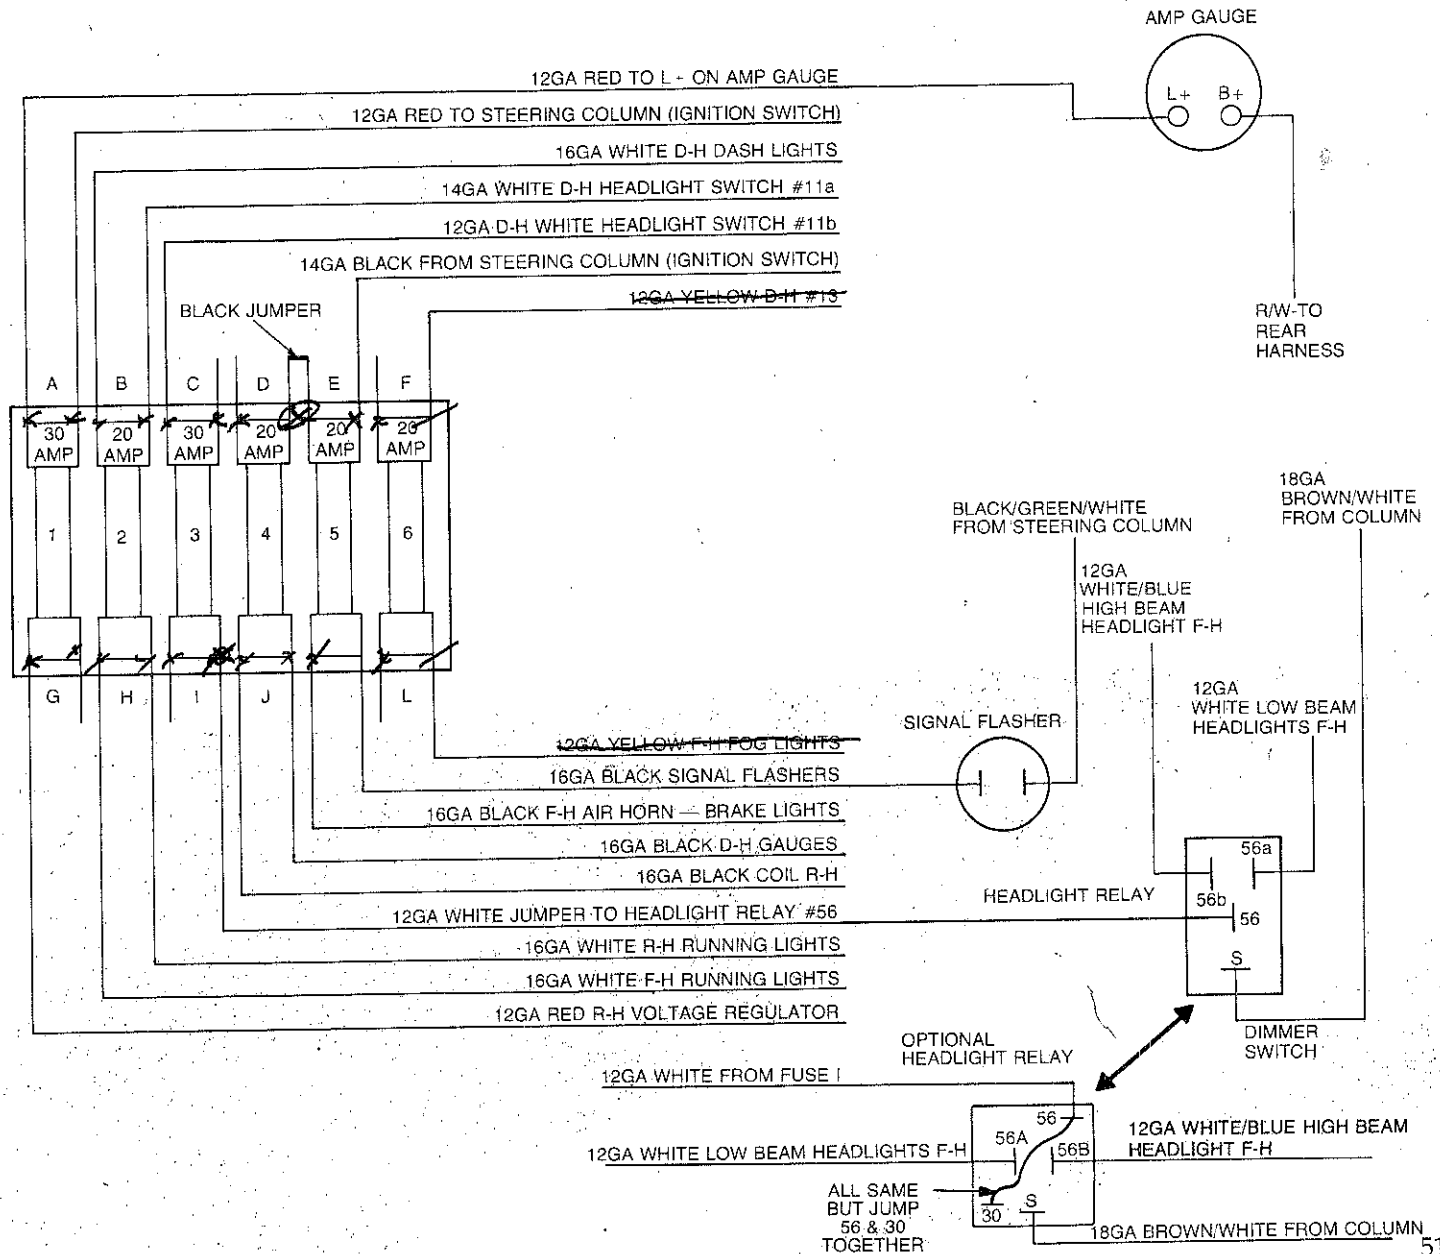 AMP GAUGE
12GA RED TO L - ON AMP GAUGE
L+ B+
12GA RED TO STEERING COLUMN (IGNITION SWITCH)
16GA WHITE D-H DASH LIGHTS
14GA WHITE D-H HEADLIGHT SWITCH #11a
12GA D-H WHITE HEADLIGHT SWITCH #11b
14GA BLACK FROM STEERING COLUMN (IGNITION SWITCH)
12GA YELLOW D-H #13
BLACK JUMPER
R/W-TO
REAR
HARNESS
A B C D E F
30 20 30 20 20 20
AMP AMP AMP AMP AMP AMP
1 2 3 4 5 6
G H I J L
BLACK/GREEN/WHITE
FROM STEERING COLUMN
18GA
BROWN/WHITE
FROM COLUMN
12GA
WHITE/BLUE
HIGH BEAM
HEADLIGHT F-H
12GA
WHITE LOW BEAM
HEADLIGHTS F-H
SIGNAL FLASHER
12GA YELLOW F-H FOG LIGHTS
16GA BLACK SIGNAL FLASHERS
16GA BLACK F-H AIR HORN — BRAKE LIGHTS
16GA BLACK D-H GAUGES
16GA BLACK COIL R-H
12GA WHITE JUMPER TO HEADLIGHT RELAY #56
16GA WHITE R-H RUNNING LIGHTS
16GA WHITE F-H RUNNING LIGHTS
12GA RED R-H VOLTAGE REGULATOR
HEADLIGHT RELAY
56a
56b
56
S
DIMMER
SWITCH
OPTIONAL
HEADLIGHT RELAY
12GA WHITE FROM FUSE I
56
56A
56B
12GA WHITE LOW BEAM HEADLIGHTS F-H
12GA WHITE/BLUE HIGH BEAM
HEADLIGHT F-H
ALL SAME
BUT JUMP
56 & 30
TOGETHER
30
S
18GA BROWN/WHITE FROM COLUMN
51